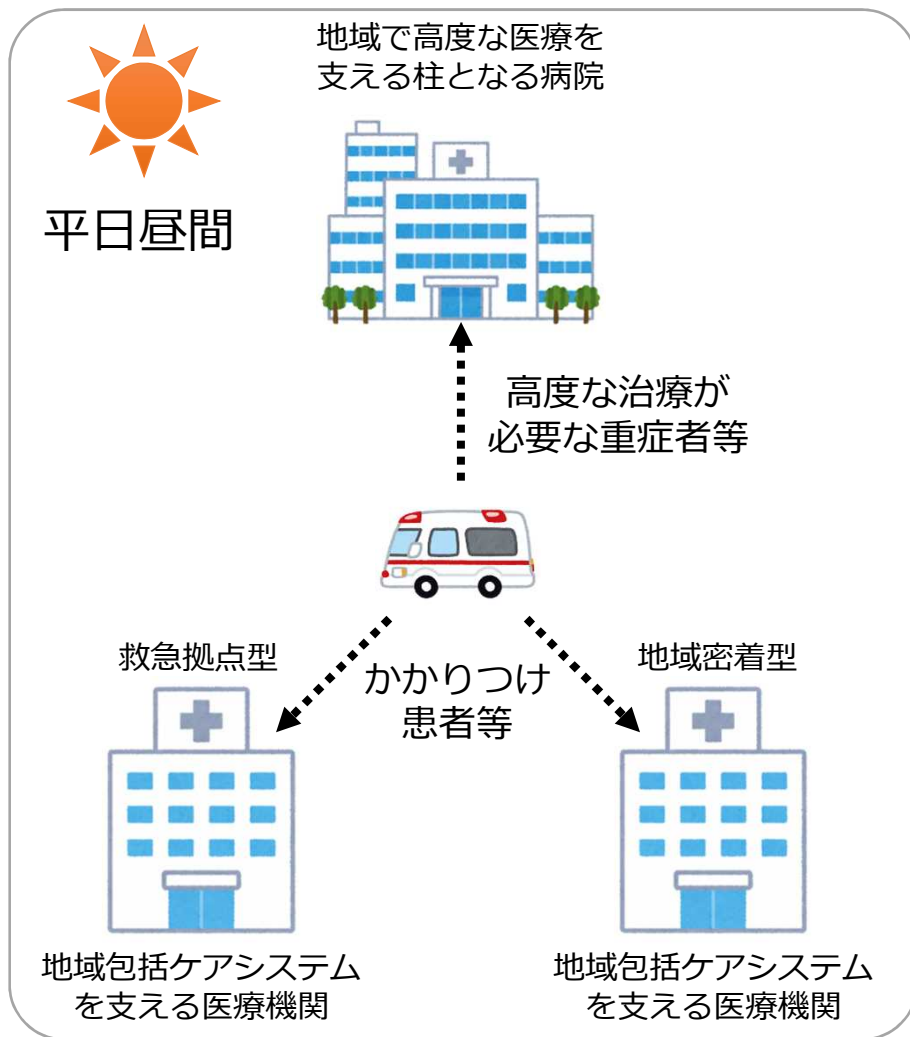 地域で高度な医療を
支える柱となる病院
平日昼間
高度な治療が
必要な重症者等
救急拠点型
地域密着型
かかりつけ
患者等
地域包括ケアシステム
を支える医療機関
地域包括ケアシステム
を支える医療機関